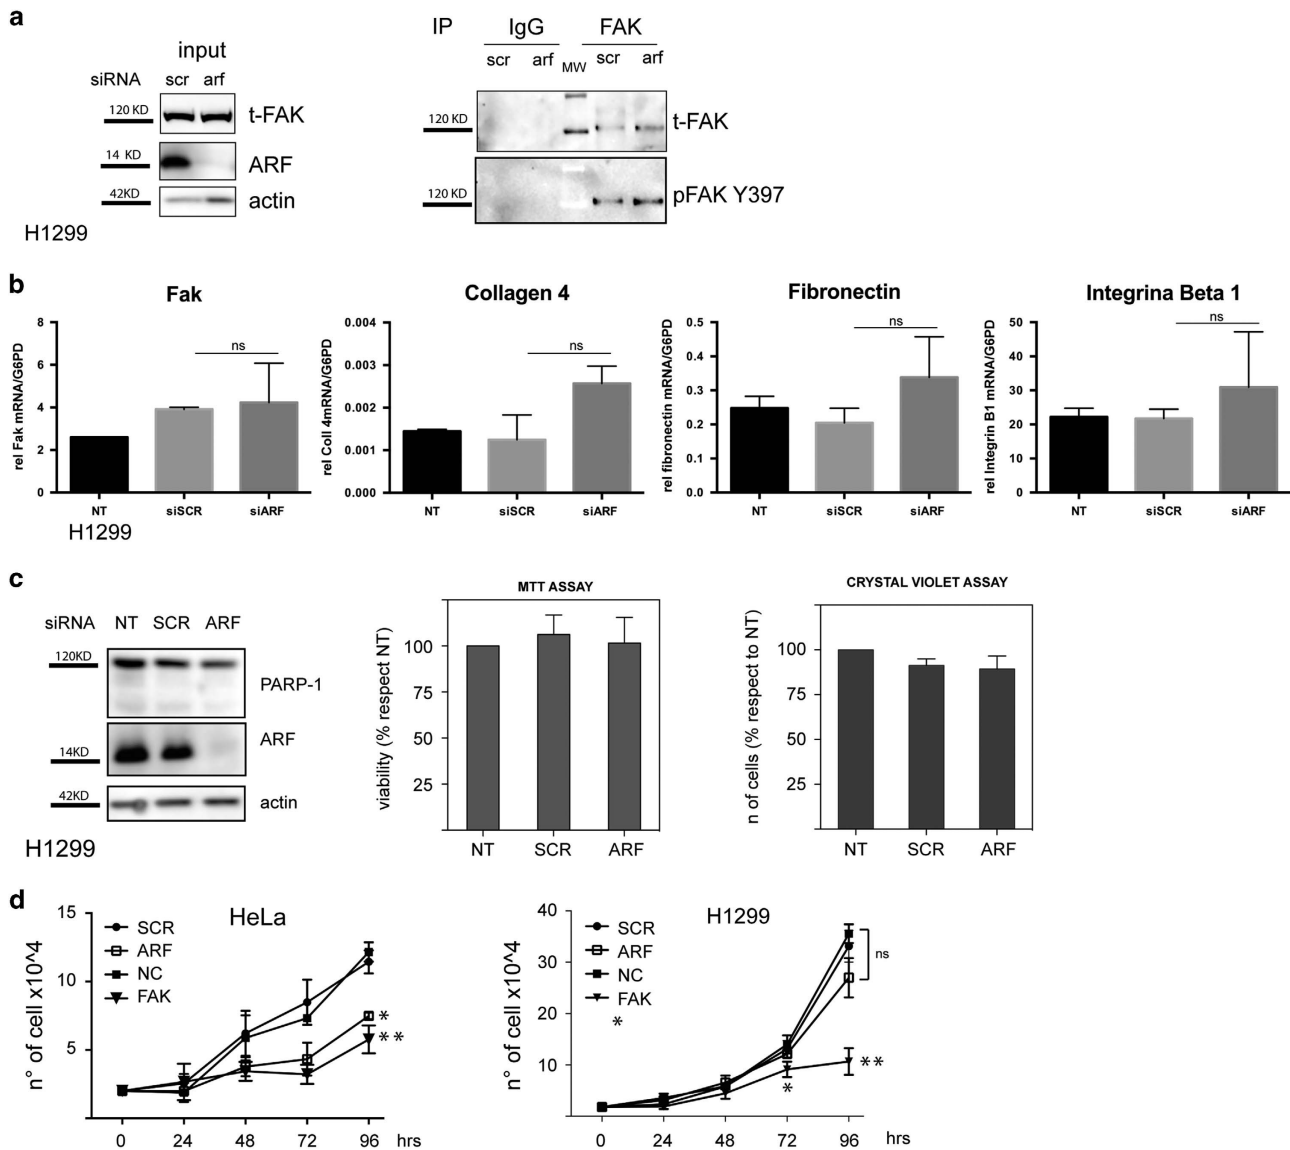 a
input
siRNA scr arf
120 KD t-FAK
14 KD ARF
42KD actin
H1299
IP IgG FAK
scr arf MW scr arf
120 KD t-FAK
120 KD pFAK Y397
b
Fak
rel Fak mRNA/G6PD
8
6
4
2
0
ns
NT siSCR siARF
H1299
Collagen 4
rel Coll 4mRNA/G6PD
0.004
0.003
0.002
0.001
0.000
ns
NT siSCR siARF
Fibronectin
rel fibronectin mRNA/G6PD
0.5
0.4
0.3
0.2
0.1
0.0
ns
NT siSCR siARF
Integrina Beta 1
rel Integrin B1 mRNA/G6PD
50
40
30
20
10
0
ns
NT siSCR siARF
c
siRNA NT SCR ARF
120KD PARP-1
14KD ARF
42KD actin
H1299
MTT ASSAY
viability (% respect NT)
100
75
50
25
NT SCR ARF
CRYSTAL VIOLET ASSAY
n of cells (% respect to NT)
100
75
50
25
NT SCR ARF
d
HeLa
n° of cell x10^4
15
10
5
SCR
ARF
NC
FAK
*
**
0 24 48 72 96 hrs
H1299
n° of cell x10^4
40
30
20
10
SCR
ARF
NC
FAK
*
ns
**
*
0 24 48 72 96 hrs